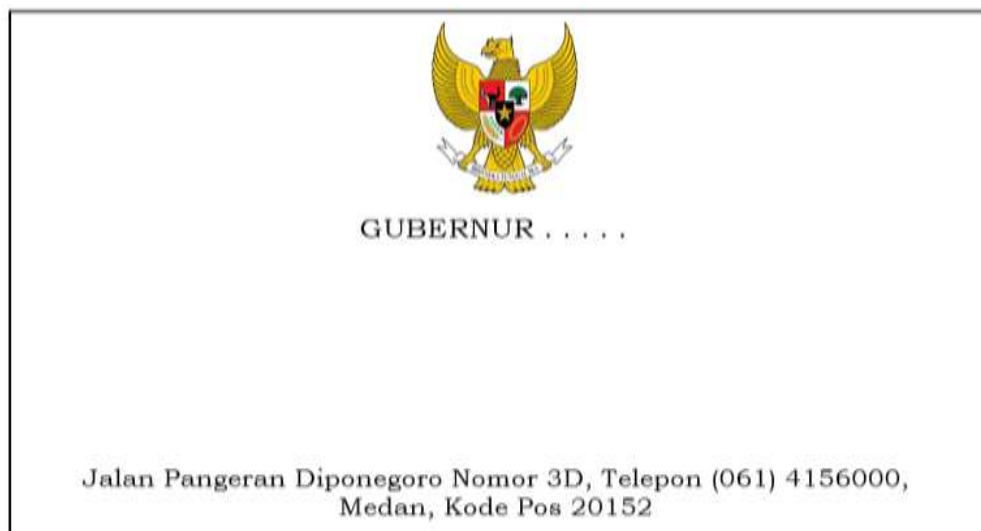 GUBERNUR . . . . .
Jalan Pangeran Diponegoro Nomor 3D, Telepon (061) 4156000,
Medan, Kode Pos 20152